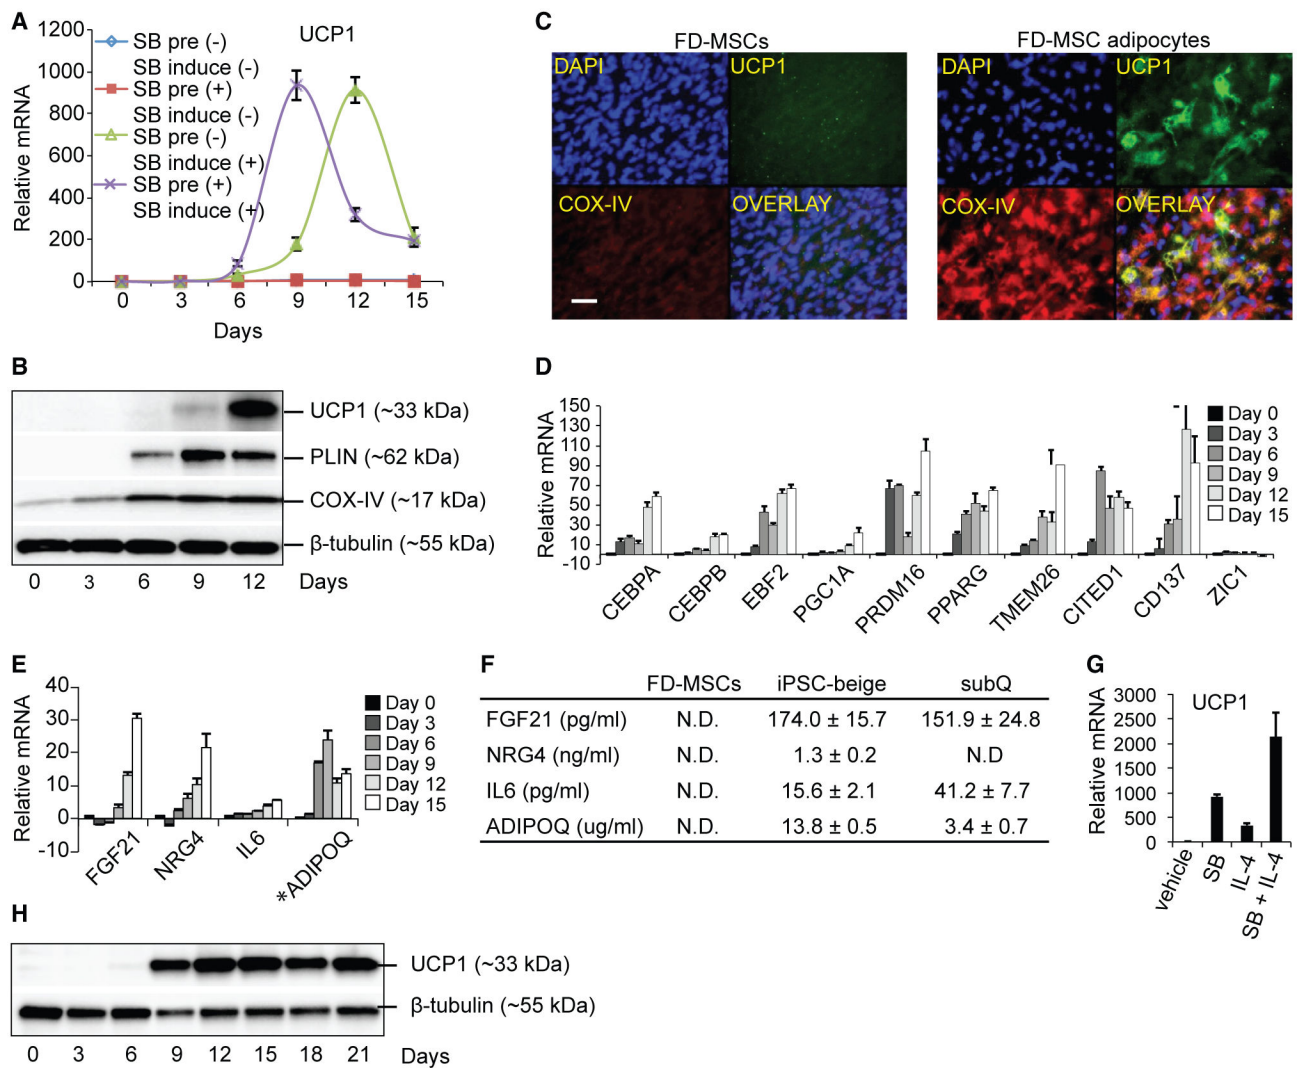 A
UCP1
Relative mRNA
1200
1000
800
600
400
200
0
SB pre (-)
SB induce (-)
SB pre (+)
SB induce (-)
SB pre (-)
SB induce (+)
SB pre (+)
SB induce (+)
0 3 6 9 12 15
Days
B
UCP1 (~33 kDa)
PLIN (~62 kDa)
COX-IV (~17 kDa)
β-tubulin (~55 kDa)
0 3 6 9 12 Days
C
FD-MSCs
DAPI UCP1
COX-IV OVERLAY
FD-MSC adipocytes
DAPI UCP1
COX-IV OVERLAY
D
Relative mRNA
150
130
110
90
70
50
30
10
-10
Day 0
Day 3
Day 6
Day 9
Day 12
Day 15
CEBPA CEBPB EBF2 PGC1A PRDM16 PPARG TMEM26 CITED1 CD137 ZIC1
E
Relative mRNA
40
30
20
10
0
-10
Day 0
Day 3
Day 6
Day 9
Day 12
Day 15
FGF21 NRG4 IL6 *ADIPOQ
F
FD-MSCs iPSC-beige subQ
FGF21 (pg/ml) N.D. 174.0 ± 15.7 151.9 ± 24.8
NRG4 (ng/ml) N.D. 1.3 ± 0.2 N.D
IL6 (pg/ml) N.D. 15.6 ± 2.1 41.2 ± 7.7
ADIPOQ (ug/ml) N.D. 13.8 ± 0.5 3.4 ± 0.7
G
UCP1
Relative mRNA
3000
2500
2000
1500
1000
500
0
vehicle SB IL-4 SB + IL-4
H
UCP1 (~33 kDa)
β-tubulin (~55 kDa)
0 3 6 9 12 15 18 21 Days